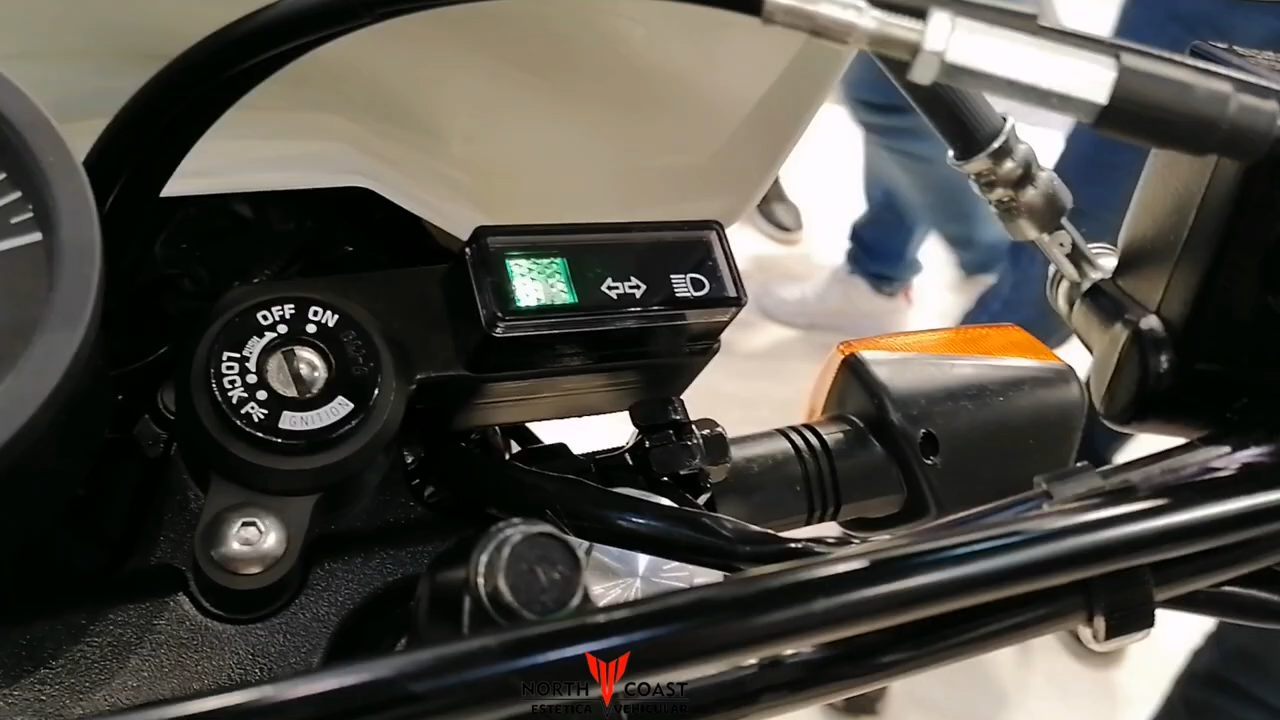 OFF ON
PUSH
LOCK P
IGNITION
NORTH COAST
ESTETICA VEHICULAR